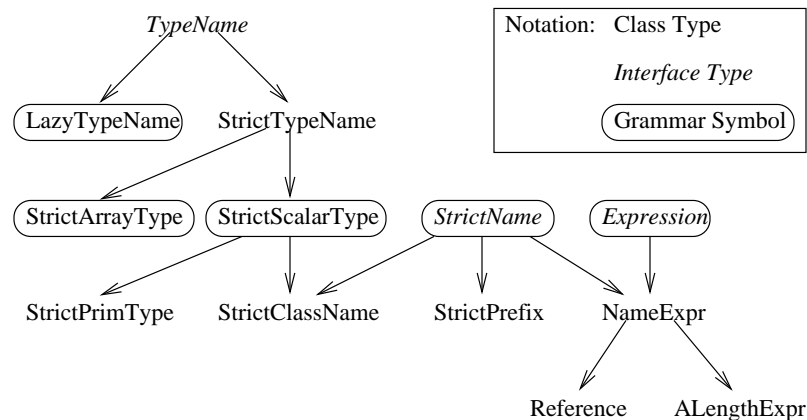 TypeName
Notation: Class Type
Interface Type
Grammar Symbol
LazyTypeName StrictTypeName
StrictArrayType StrictScalarType StrictName Expression
StrictPrimType StrictClassName StrictPrefix NameExpr
Reference ALengthExpr